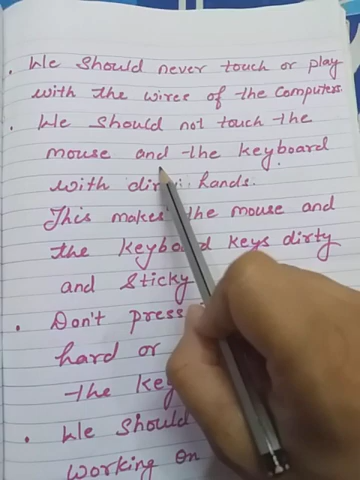 . We should never touch or play
with the wires of the computers
. We should not touch the
mouse and the keyboard
with hands.
This makes the mouse and
the keyboard keys dirty
and sticky
. Don't press
hard or
the
. We should
working on